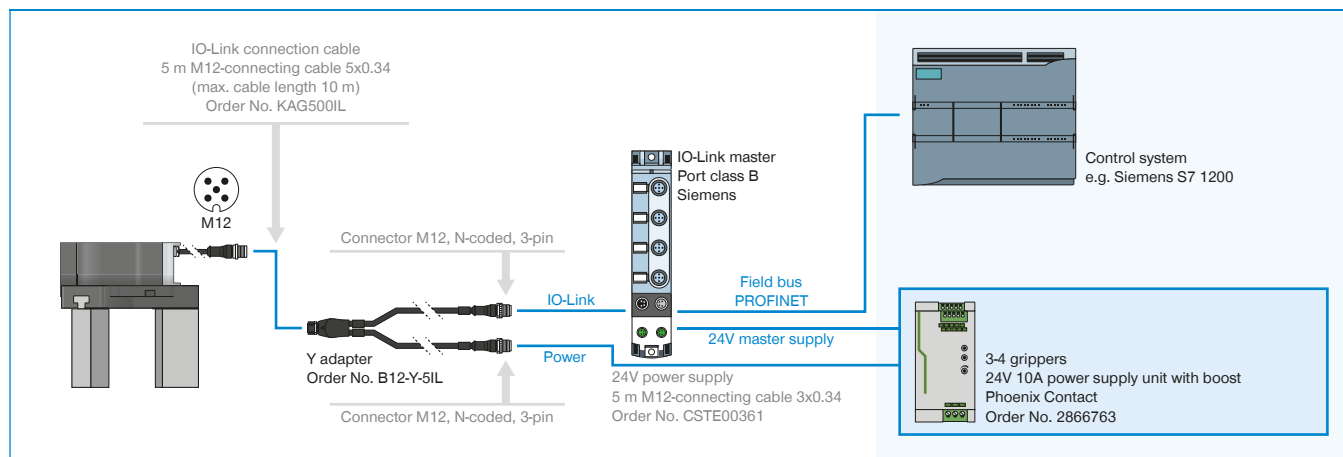 IO-Link connection cable
5 m M12-connecting cable 5x0.34
(max. cable length 10 m)
Order No. KAG500IL
M12
Connector M12, N-coded, 3-pin
IO-Link master
Port class B
Siemens
Control system
e.g. Siemens S7 1200
IO-Link
Field bus
PROFINET
24V master supply
Y adapter
Order No. B12-Y-5IL
Power
Connector M12, N-coded, 3-pin
24V power supply
5 m M12-connecting cable 3x0.34
Order No. CSTE00361
3-4 grippers
24V 10A power supply unit with boost
Phoenix Contact
Order No. 2866763